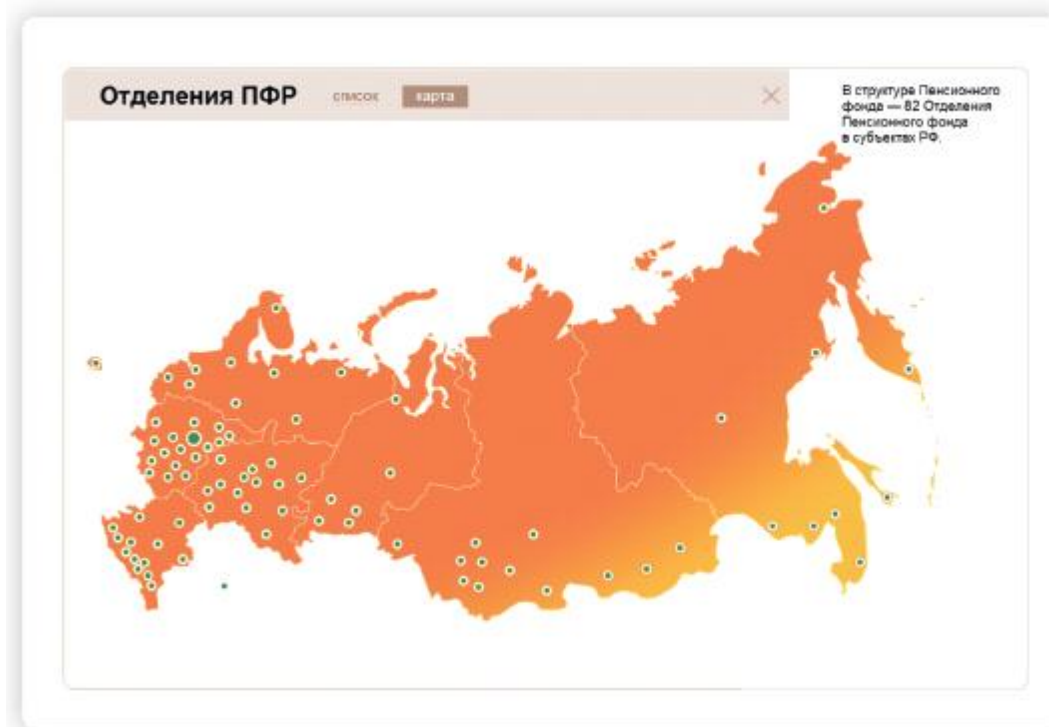 Отделения ПФР список карта
В структуре Пенсионного
фонда — 82 Отделения
Пенсионного фонда
в субъектах РФ.